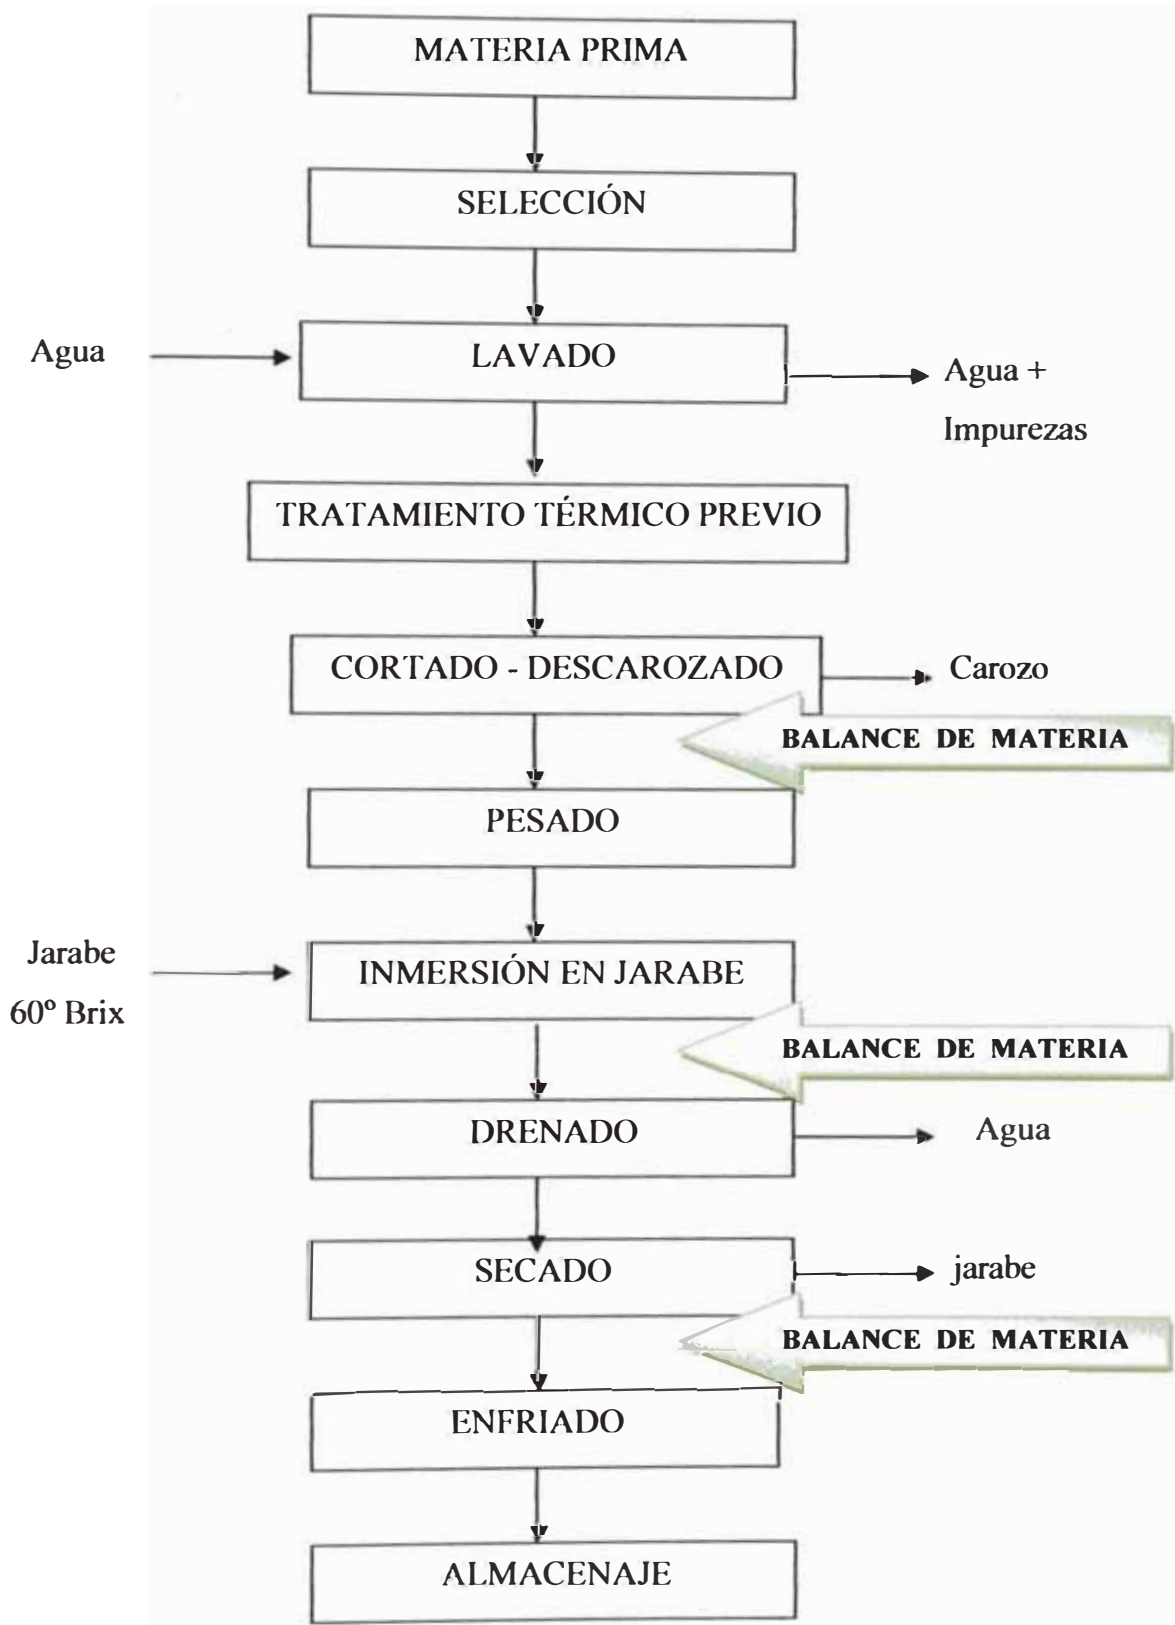 MATERIA PRIMA
SELECCIÓN
Agua
LAVADO
Agua +
Impurezas
TRATAMIENTO TÉRMICO PREVIO
CORTADO - DESCAROZADO
Carozo
BALANCE DE MATERIA
PESADO
Jarabe
60º Brix
INMERSIÓN EN JARABE
BALANCE DE MATERIA
DRENADO
Agua
SECADO
jarabe
BALANCE DE MATERIA
ENFRIADO
ALMACENAJE